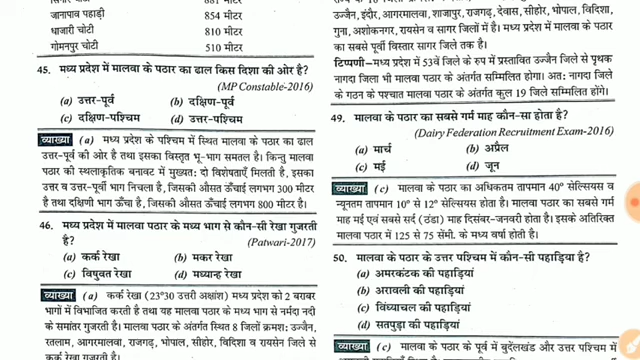 सिगार चोटी 881 मीटर
जानापाव पहाड़ी 854 मीटर
धाजारी चोटी 810 मीटर
गोमनपुर चोटी 510 मीटर
45. मध्य प्रदेश में मालवा के पठार का ढाल किस दिशा की ओर है?
(MP Constable-2016)
(a) उत्तर-पूर्व (b) दक्षिण-पूर्व
(c) दक्षिण-पश्चिम (d) उत्तर-पश्चिम
व्याख्या (a) मध्य प्रदेश के पश्चिम में स्थित मालवा के पठार का ढाल
उत्तर-पूर्व की ओर है तथा इसका विस्तृत भू-भाग समतल है। किन्तु मालवा
पठार की स्थलाकृतिक बनावट में मुख्यत: दो विशेषताएँ मिलती है, इसका
उत्तर व उत्तर-पूर्वी भाग निचला है, जिसकी औसत ऊँचाई लगभग 300 मीटर
है तथा दक्षिणी भाग ऊँचा है, जिसकी औसत ऊँचाई लगभग 800 मीटर है।
46. मध्य प्रदेश में मालवा पठार के मध्य भाग से कौन-सी रेखा गुजरती
है? (Patwari-2017)
(a) कर्क रेखा (b) मकर रेखा
(c) विषुवत रेखा (d) मध्यान्ह रेखा
व्याख्या (a) कर्क रेखा (23°30 उत्तरी अक्षांश) मध्य प्रदेश को 2 बराबर
भागों में विभाजित करती है तथा यह मालवा पठार के मध्य भाग से नर्मदा नदी
के समांतर गुजरती है। मालवा पठार के अंतर्गत स्थित 8 जिलों क्रमश: उज्जैन,
रतलाम, आगरमालवा, राजगढ़, भोपाल, सीहोर, विदिशा व रायसेन जिले से
कर्क रेखा गुजरती है।
उज्जैन, इंदौर, आगरमालवा, शाजापुर, राजगढ़, देवास, सीहोर, भोपाल, विदिशा,
गुना, अशोकनगर, रायसेन व सागर जिलों में है। मध्य प्रदेश में मालवा के पठार
का सबसे पूर्वी विस्तार सागर जिले तक है।
टिप्पणी–मध्य प्रदेश में 53वें जिले के रुप में प्रस्तावित उज्जैन जिले से पृथक
नागदा जिला भी मालवा पठार के अंतर्गत सम्मिलित होगा। अत: नागदा जिले
के गठन के पश्चात मालवा पठार के अंतर्गत कुल 19 जिले सम्मिलित होंगे।
49. मालवा के पठार का सबसे गर्म माह कौन-सा होता है?
(Dairy Federation Recruitment Exam-2016)
(a) मार्च (b) अप्रैल
(c) मई (d) जून
व्याख्या (c) मालवा के पठार का अधिकतम तापमान 40° सेल्सियस व
न्यूनतम तापमान 10° से 12° सेल्सियस होता है। मालवा पठार का सबसे गर्म
माह मई एवं सबसे सर्द (ठंडा) माह दिसंबर-जनवरी होता है। इसके अतिरिक्त
मालवा पठार में 125 से 75 सेंमी. के मध्य वर्षा होती है।
50. मालवा के पठार के उत्तर पश्चिम में कौन-सी पहाड़िया है?
(a) अमरकंटक की पहाड़ियां
(b) अरावली की पहाड़ियां
(c) विंध्याचल की पहाड़ियां
(d) सतपुड़ा की पहाड़ियां
व्याख्या (c) मालवा के पठार के पूर्व में बुदेंलखंड और उत्तर पश्चिम में